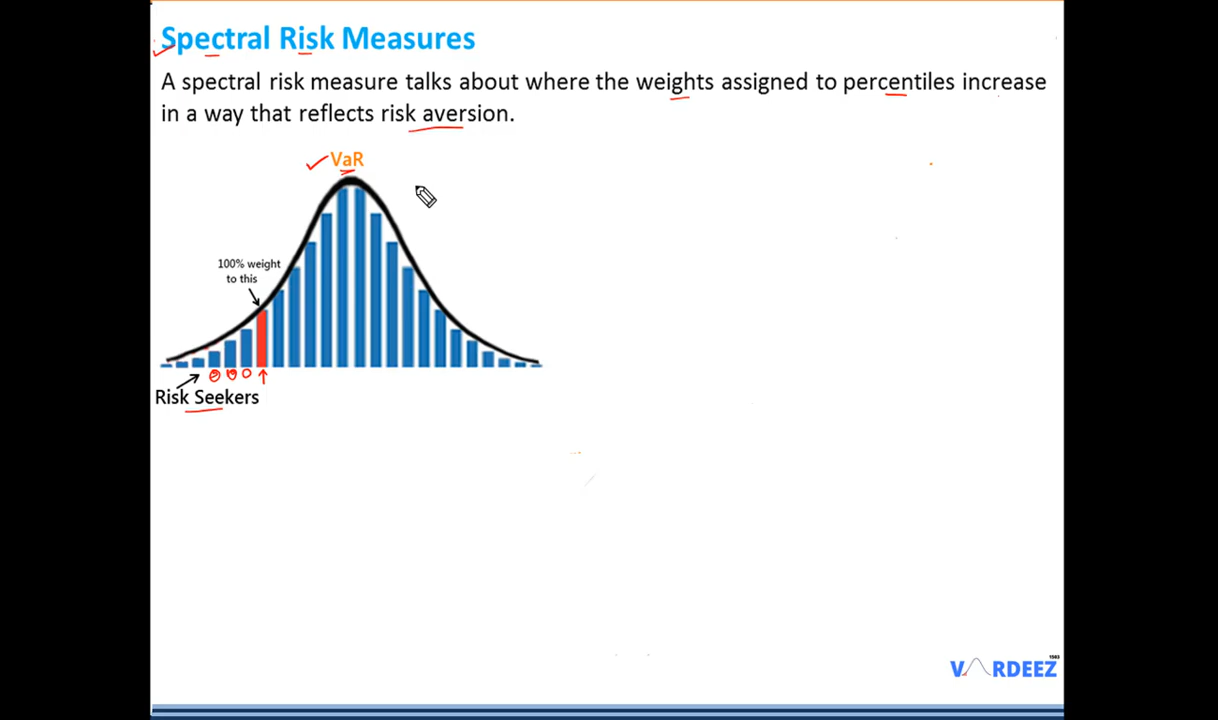 Spectral Risk Measures
A spectral risk measure talks about where the weights assigned to percentiles increase
in a way that reflects risk aversion.
VaR
100% weight
to this
Risk Seekers
VARDEEZ